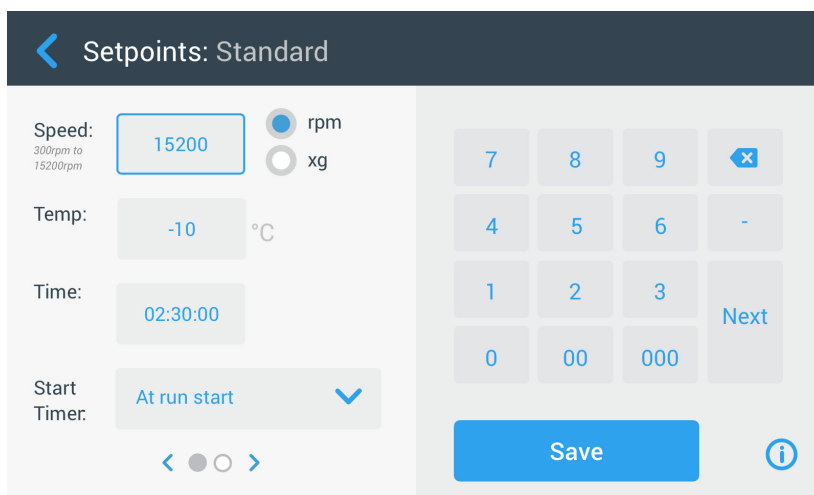 Setpoints: Standard
Speed:
300rpm to
15200rpm
15200
rpm
xg
Temp:
-10
°C
Time:
02:30:00
Start
Timer:
At run start
7 8 9
4 5 6 -
1 2 3
Next
0 00 000
Save